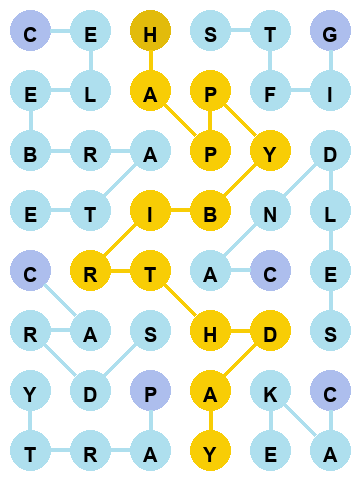 C E H S T G
E L A P F I
B R A P Y D
E T I B N L
C R T A C E
R A S H D S
Y D P A K C
T R A Y E A